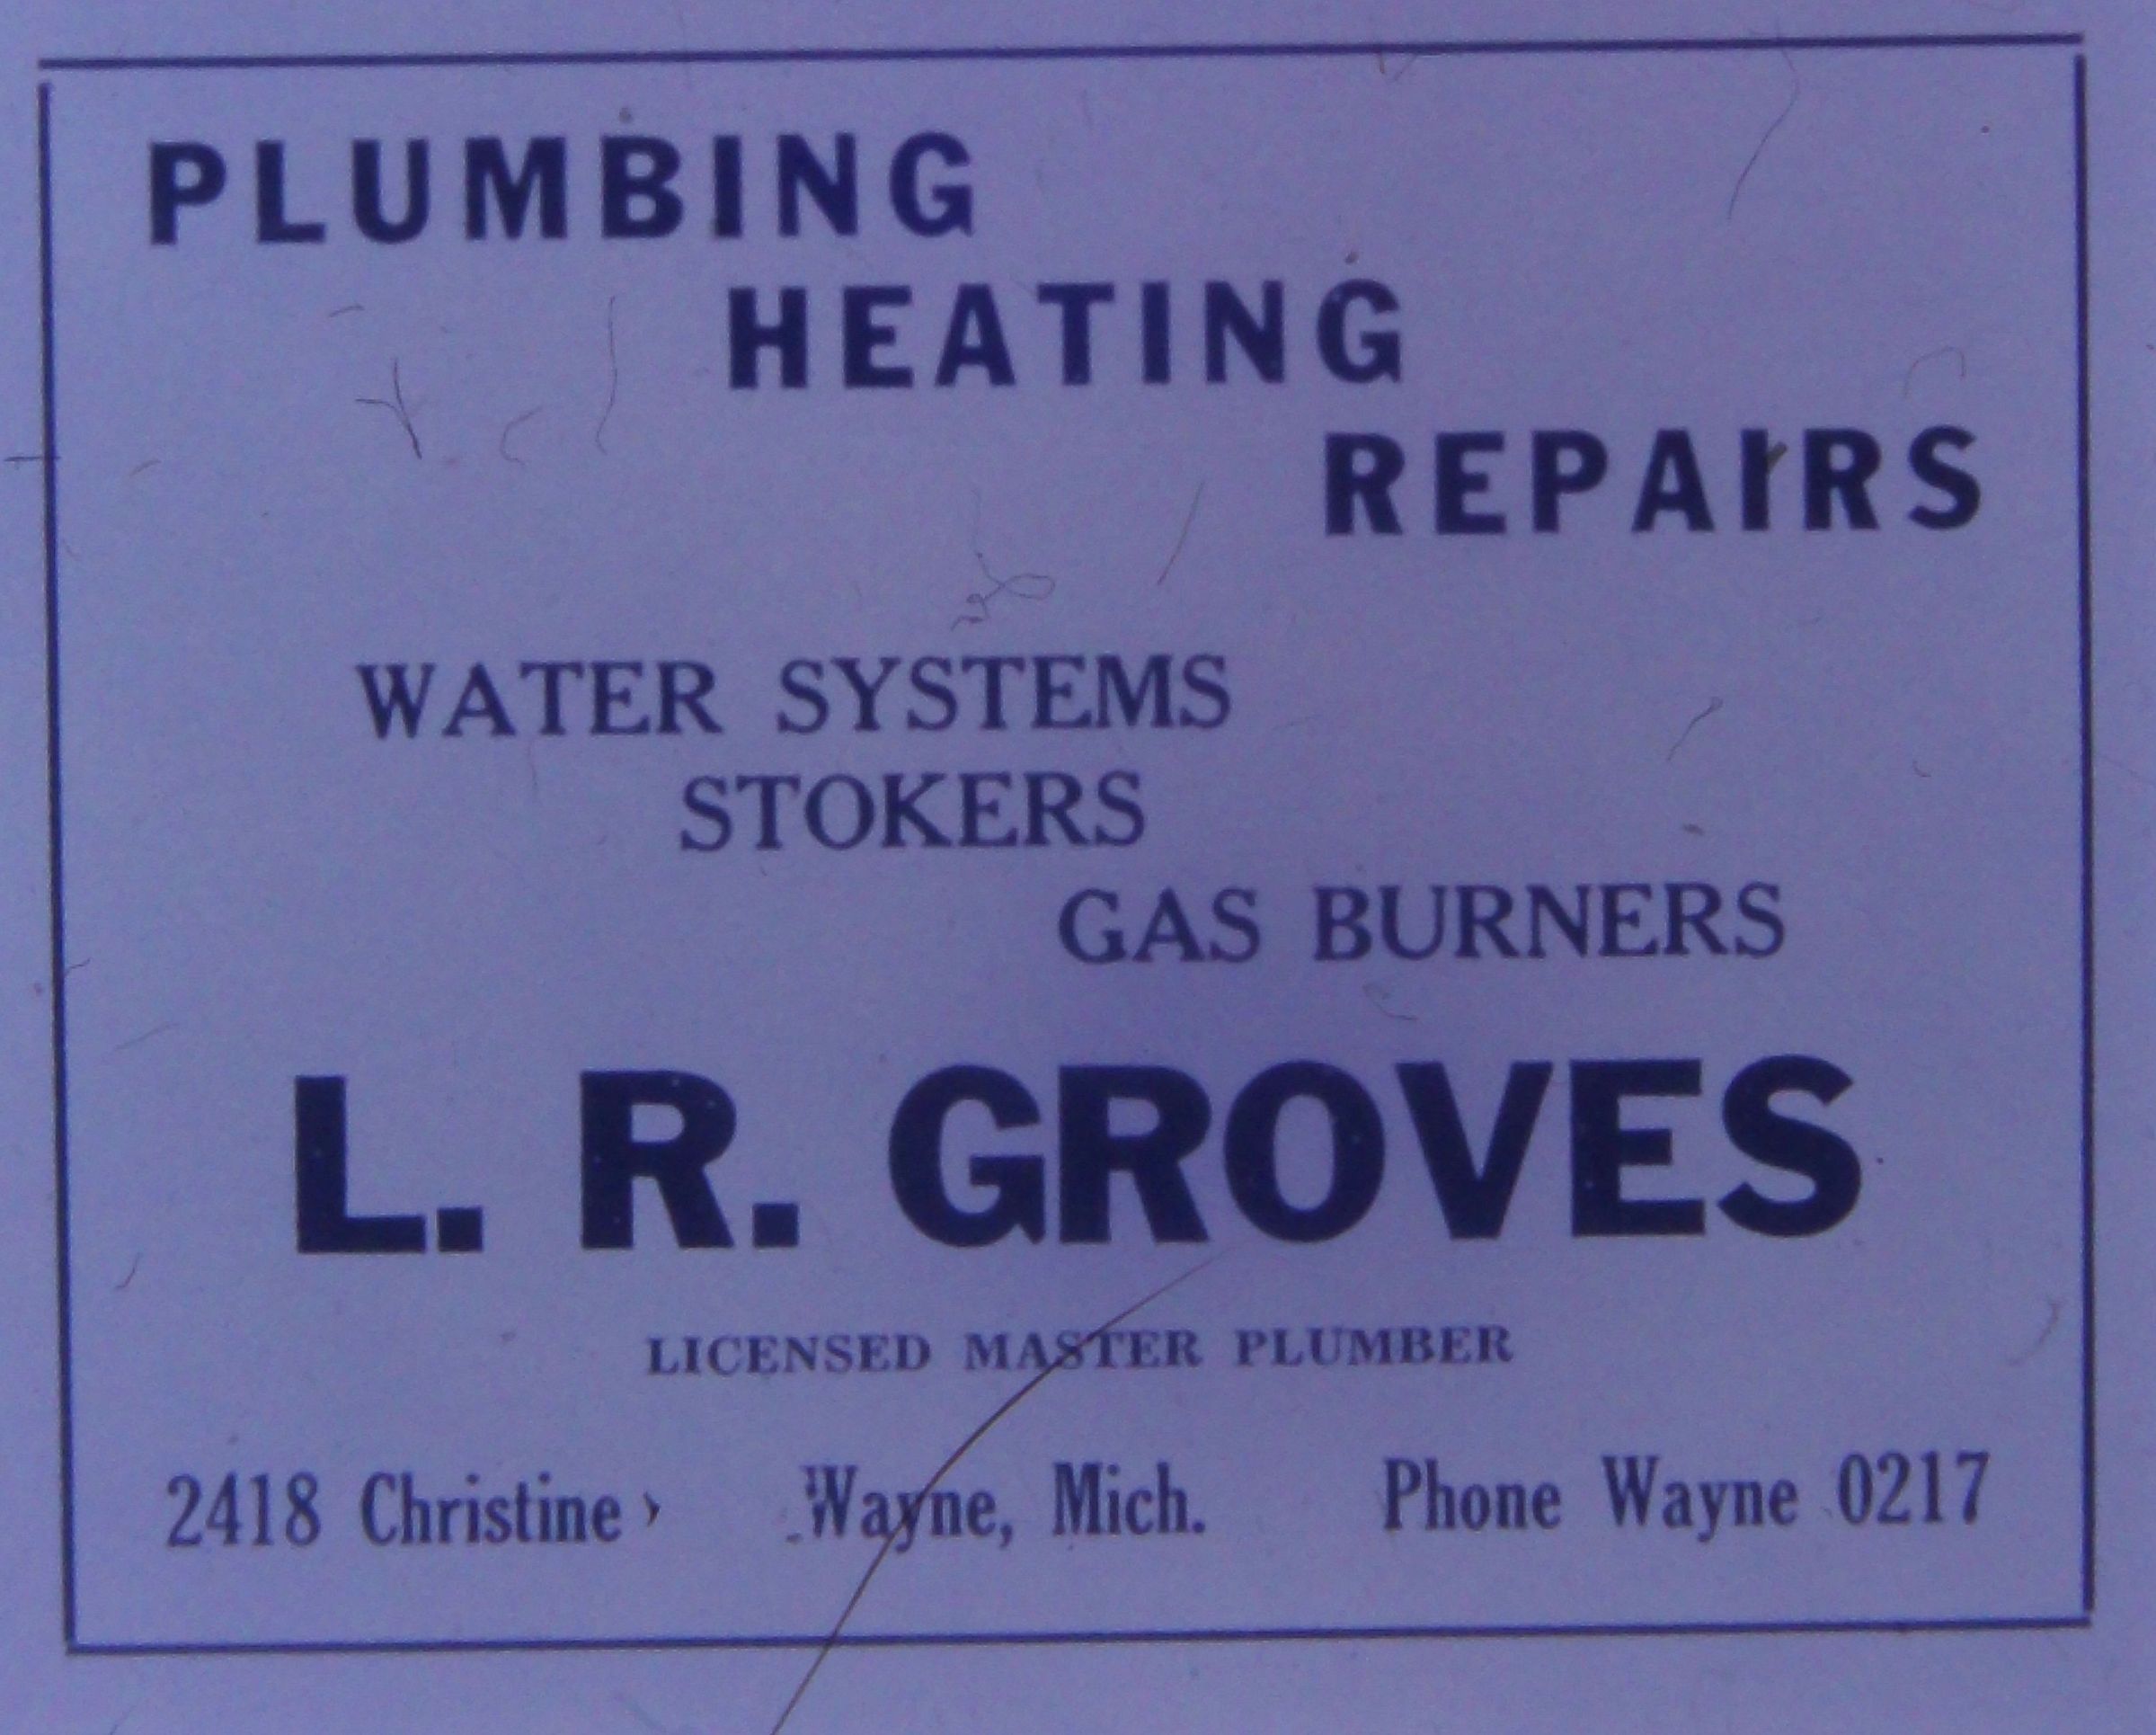 PLUMBING
HEATING
REPAIRS
WATER SYSTEMS
STOKERS
GAS BURNERS
L. R. GROVES
LICENSED MASTER PLUMBER
2418 Christine Wayne, Mich. Phone Wayne 0217